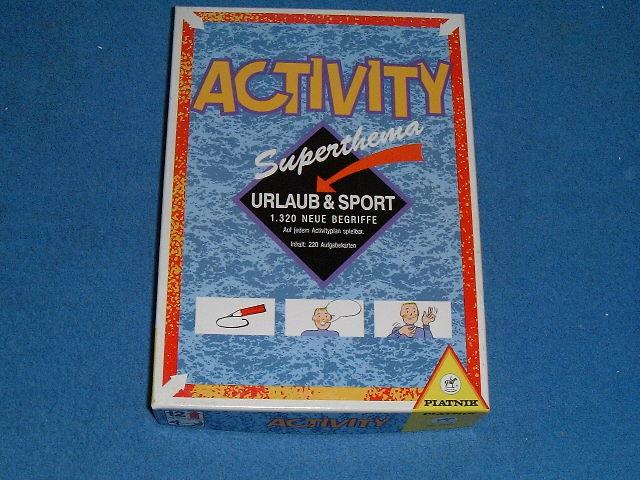 ACTIVITY
Superthema
URLAUB & SPORT
1.320 NEUE BEGRIFFE
Auf jedem Activityplan spielbar.
Inhalt: 220 Aufgabekarten
PIATNIK
ACTIVITY